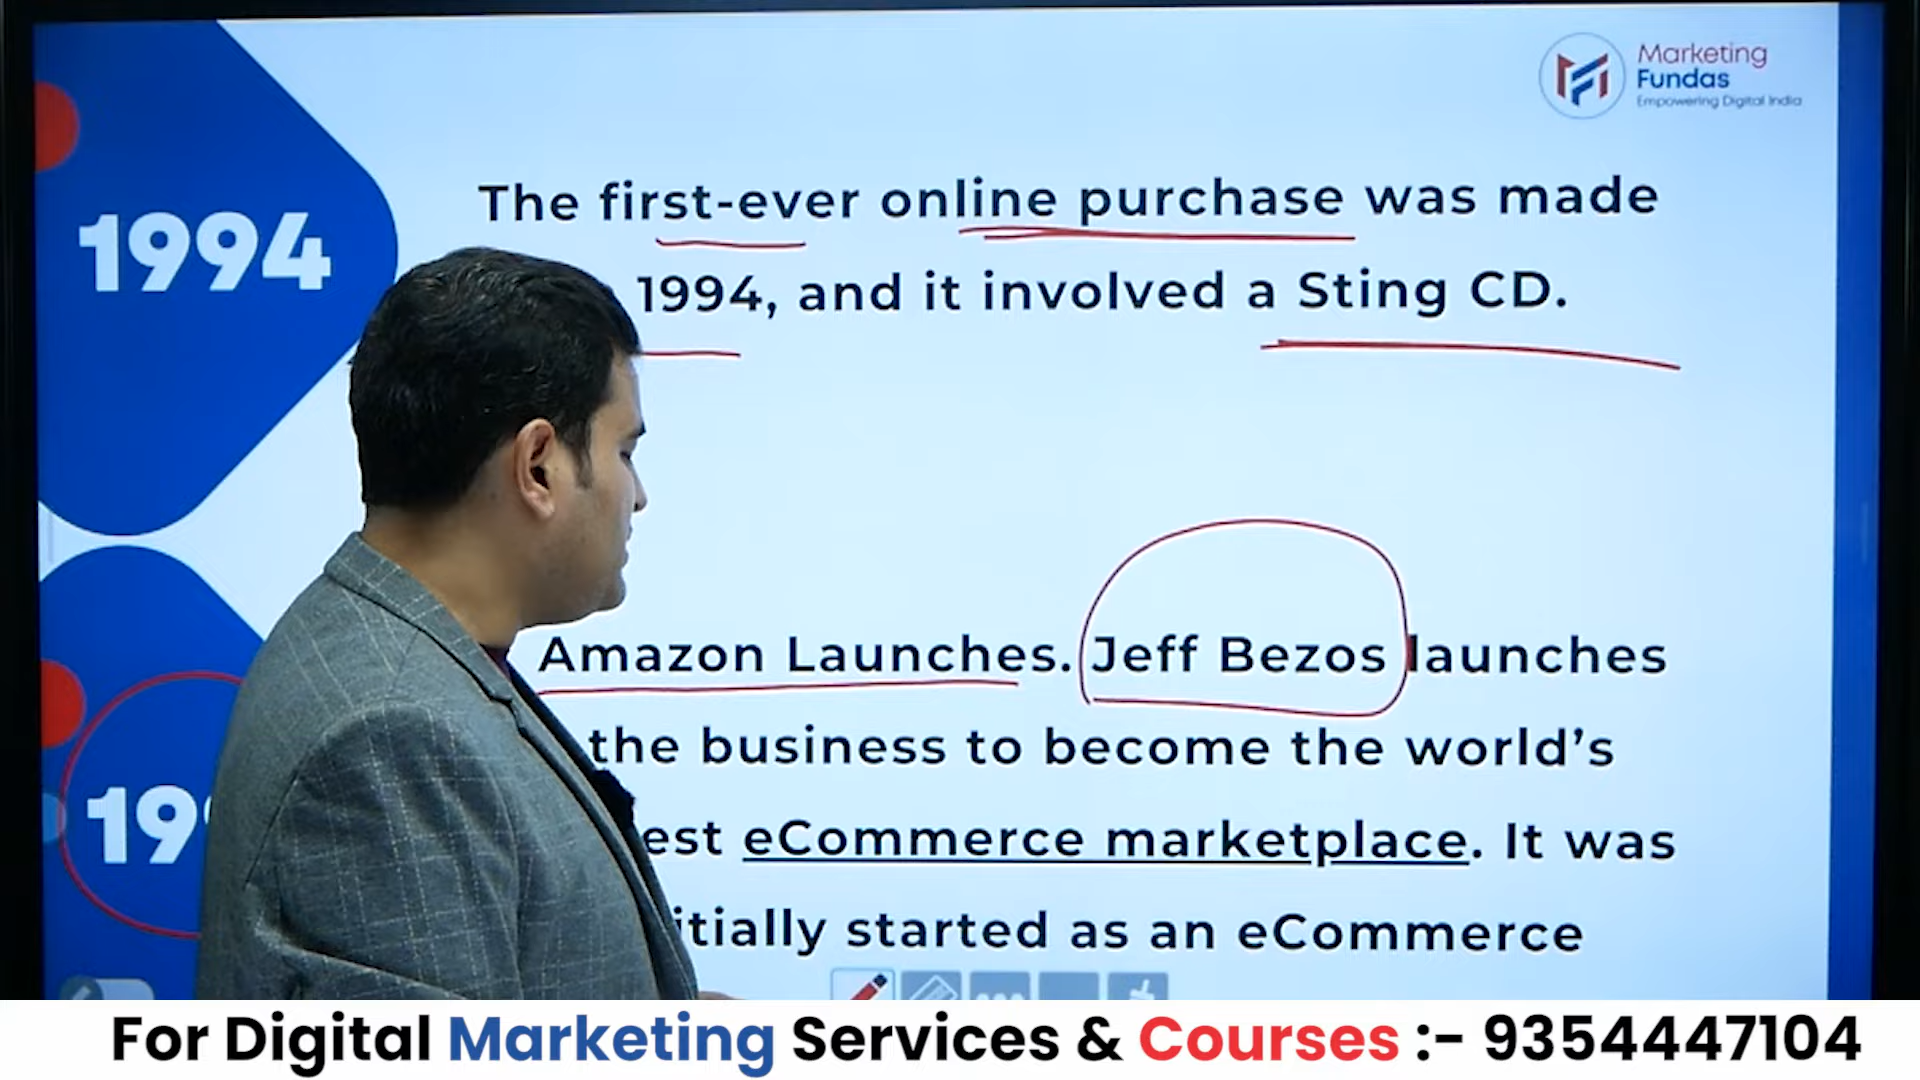 Marketing
Fundas
Empowering Digital India
1994
The first-ever online purchase was made
1994, and it involved a Sting CD.
Amazon Launches. Jeff Bezos launches
the business to become the world's
est eCommerce marketplace. It was
itially started as an eCommerce
19
For Digital Marketing Services & Courses :- 9354447104